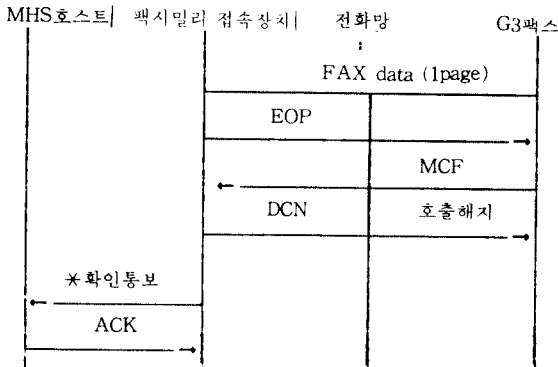 MHS호스트| 팩시밀리 접속장치| 전화망 G3팩스
FAX data (1page)
EOP
MCF
DCN 호출해지
*확인통보
ACK